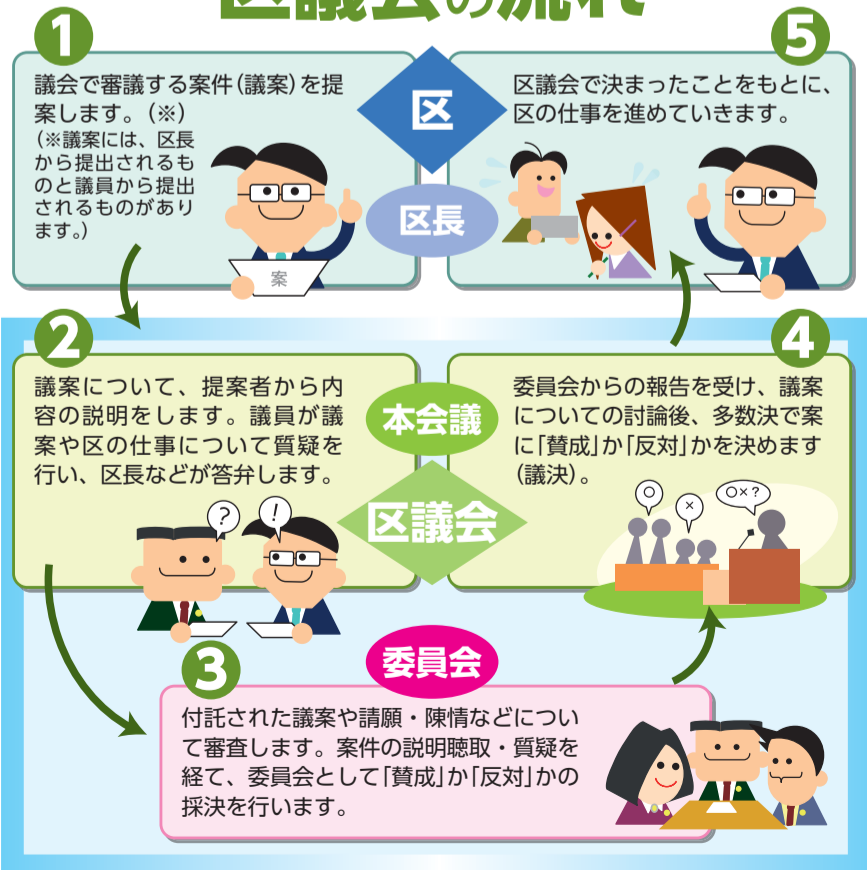 区議会の流れ
1
議会で審議する案件(議案)を提
案します。(※)
(※議案には、区長
から提出されるも
のと議員から提出
されるものがあり
ます。)
案
区
区長
5
区議会で決まったことをもとに、
区の仕事を進めていきます。
2
議案について、提案者から内
容の説明をします。議員が議
案や区の仕事について質疑を
行い、区長などが答弁します。
?
!
本会議
区議会
4
委員会からの報告を受け、議案
についての討論後、多数決で案
に「賛成」か「反対」かを決めます
(議決)。
○
×
○×?
3
委員会
付託された議案や請願・陳情などについ
て審査します。案件の説明聴取・質疑を
経て、委員会として「賛成」か「反対」かの
採決を行います。